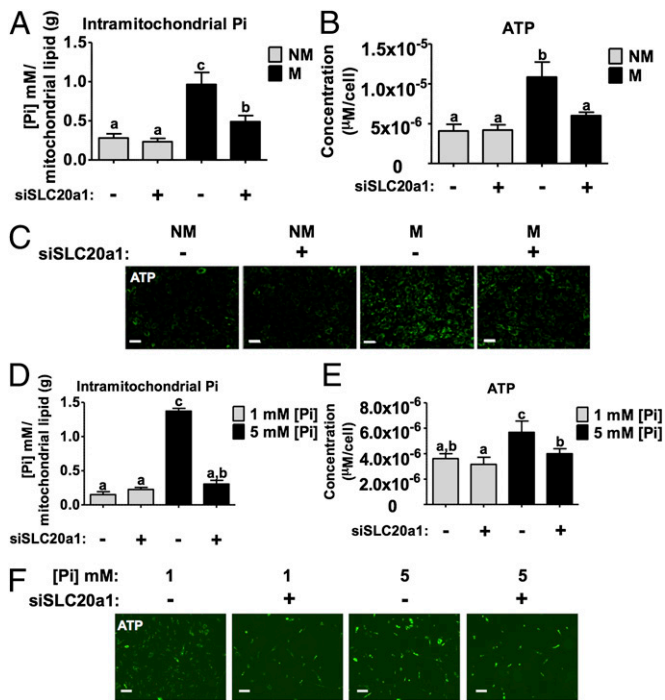 A
Intramitochondrial Pi
[Pi] mM/
mitochondrial lipid (g)
1.5
1.0
0.5
0.0
a
a
c
b
NM
M
siSLC20a1: - + - +
B
ATP
Concentration
(µM/cell)
1.5x10-5
1.0x10-5
5x10-6
0
a
a
b
a
NM
M
siSLC20a1: - + - +
C
NM NM M M
siSLC20a1: - + - +
ATP
D
Intramitochondrial Pi
[Pi] mM/
mitochondrial lipid (g)
1.5
1.0
0.5
0.0
a
a
c
a,b
1 mM [Pi]
5 mM [Pi]
siSLC20a1: - + - +
E
ATP
Concentration
(µM/cell)
8.0x10-6
6.0x10-6
4.0x10-6
2.0x10-6
0
a,b
a
c
b
1 mM [Pi]
5 mM [Pi]
siSLC20a1: - + - +
F
[Pi] mM: 1 1 5 5
siSLC20a1: - + - +
ATP